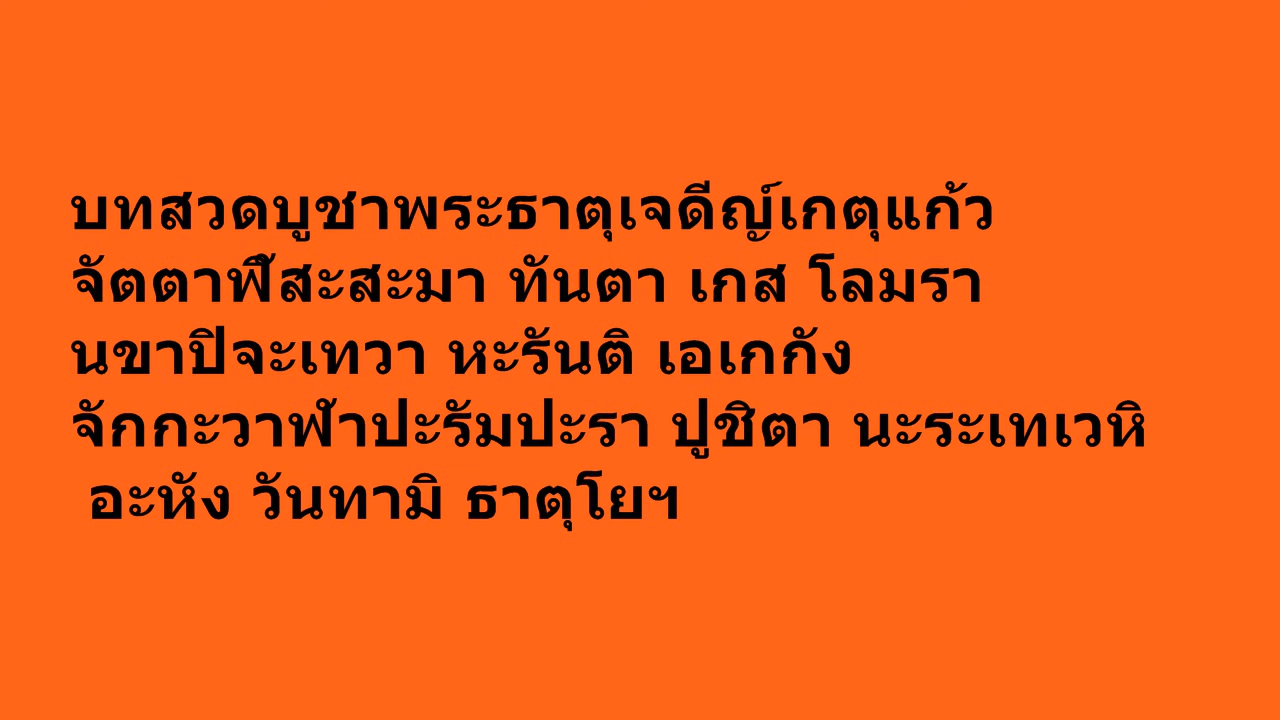 บทสวดบูชาพระธาตุเจดีญ์เกตุแก้ว
จัตตาฬีสะสะมา ทันตา เกส โลมรา
นขาปิจะเทวา หะรันติ เอเกกัง
จักกะวาฬาปะรัมปะรา ปูชิตา นะระเทเวหิ
อะหัง วันทามิ ธาตุโยฯ